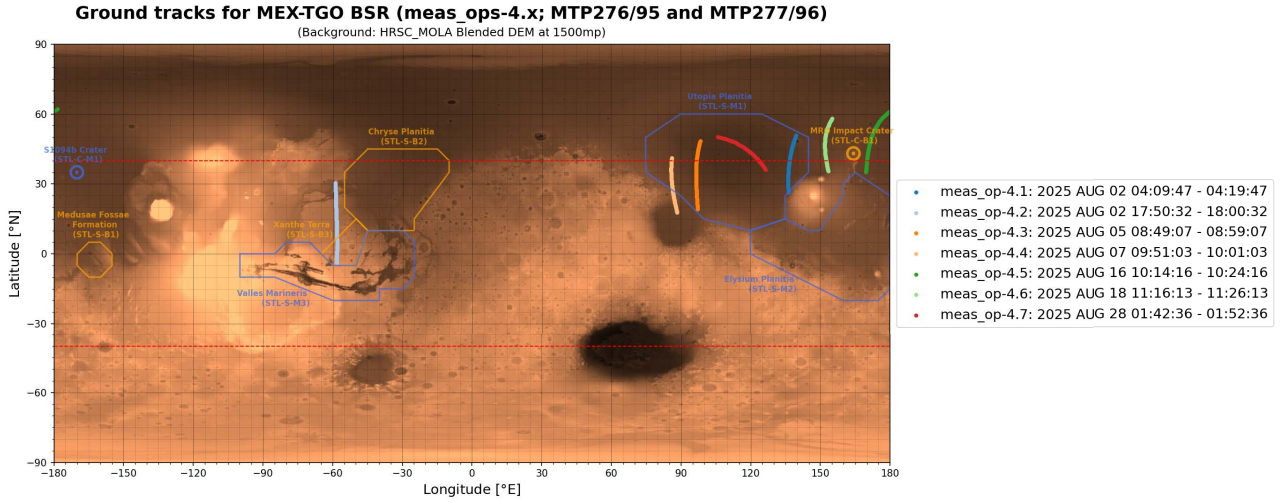 Ground tracks for MEX-TGO BSR (meas_ops-4.x; MTP276/95 and MTP277/96)
(Background: HRSC_MOLA Blended DEM at 1500mp)
90
60
30
0
−30
−60
−90
Latitude [°N]
Utopia Planitia
(STL-S-M1)
Chryse Planitia
(STL-S-B2)
MRO Impact Crater
(STL-C-B1)
S1094b Crater
(STL-C-M1)
Medusae Fossae
Formation
(STL-S-B1)
Xanthe Terra
(STL-S-B3)
Elysium Planitia
(STL-S-M2)
Valles Marineris
(STL-S-M3)
meas_op-4.1: 2025 AUG 02 04:09:47 - 04:19:47
meas_op-4.2: 2025 AUG 02 17:50:32 - 18:00:32
meas_op-4.3: 2025 AUG 05 08:49:07 - 08:59:07
meas_op-4.4: 2025 AUG 07 09:51:03 - 10:01:03
meas_op-4.5: 2025 AUG 16 10:14:16 - 10:24:16
meas_op-4.6: 2025 AUG 18 11:16:13 - 11:26:13
meas_op-4.7: 2025 AUG 28 01:42:36 - 01:52:36
−180 −150 −120 −90 −60 −30 0 30 60 90 120 150 180
Longitude [°E]